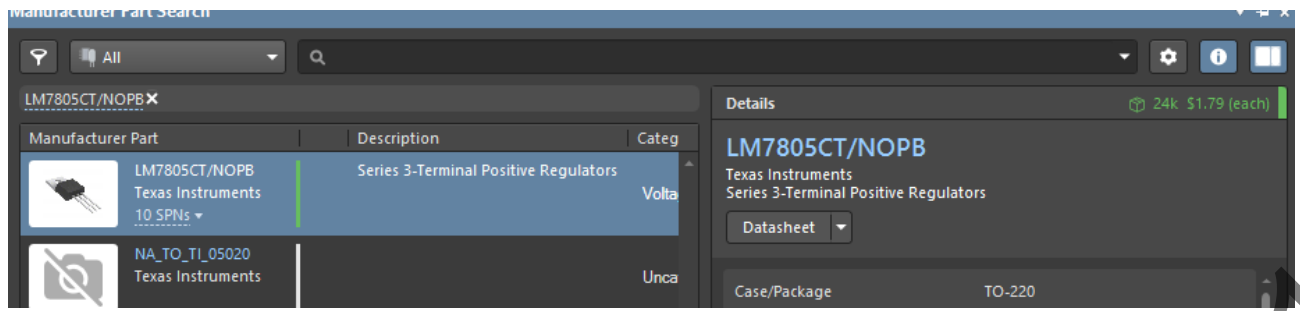 Manufacturer Part Search
All
LM7805CT/NOPB
Details
24k $1.79 (each)
Manufacturer Part
Description
Categ
LM7805CT/NOPB
Texas Instruments
10 SPNs
Series 3-Terminal Positive Regulators
Volta
NA_TO_TI_05020
Texas Instruments
Unca
LM7805CT/NOPB
Texas Instruments
Series 3-Terminal Positive Regulators
Datasheet
Case/Package
TO-220